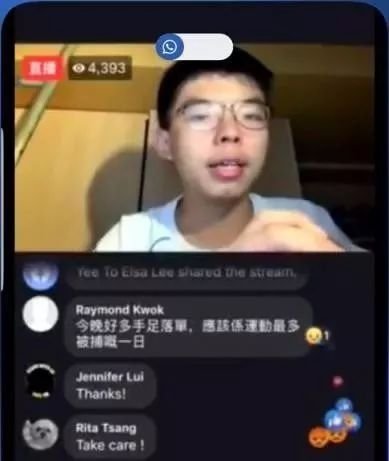 直播
4,393
Yee To Elsa Lee shared the stream.
Raymond Kwok
今晚好多手足落單，應該係運動最多
被捕嘅一日
1
Jennifer Lui
Thanks!
Rita Tsang
Take care !